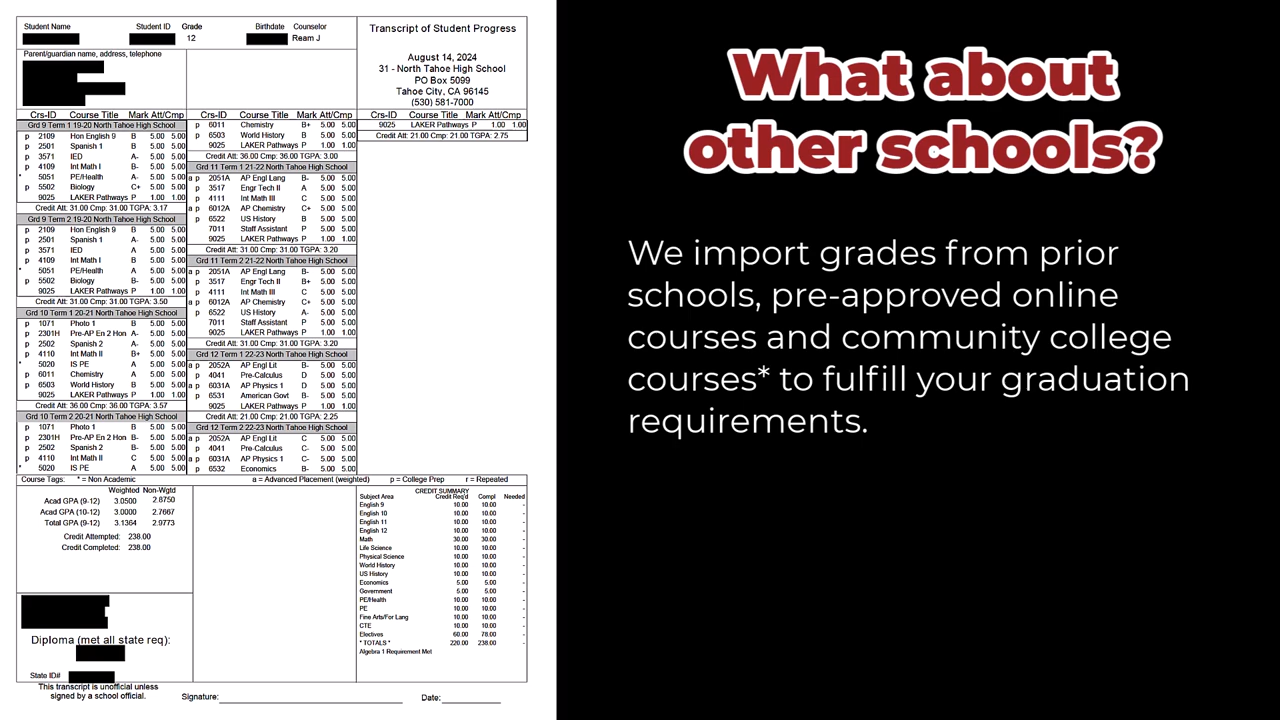 Student Name Student ID Grade Birthdate Counselor
12 Ream J
Parent/guardian name, address, telephone
Transcript of Student Progress
August 14, 2024
31 - North Tahoe High School
PO Box 5099
Tahoe City, CA 96145
(530) 581-7000
Crs-ID Course Title Mark Att/Cmp
Grd 9 Term 1 19-20 North Tahoe High School
p 2109 Hon English 9 B 5.00 5.00
p 2501 Spanish 1 B 5.00 5.00
p 3571 IED A- 5.00 5.00
p 4109 Int Math I B- 5.00 5.00
* 5051 PE/Health A- 5.00 5.00
p 5502 Biology C+ 5.00 5.00
9025 LAKER Pathways P 1.00 1.00
Credit Att: 31.00 Cmp: 31.00 TGPA: 3.17
Grd 9 Term 2 19-20 North Tahoe High School
p 2109 Hon English 9 B 5.00 5.00
p 2501 Spanish 1 A- 5.00 5.00
p 3571 IED A 5.00 5.00
p 4109 Int Math I B 5.00 5.00
* 5051 PE/Health A 5.00 5.00
p 5502 Biology B- 5.00 5.00
9025 LAKER Pathways P 1.00 1.00
Credit Att: 31.00 Cmp: 31.00 TGPA: 3.50
Grd 10 Term 1 20-21 North Tahoe High School
p 1071 Photo 1 B 5.00 5.00
p 2301H Pre-AP En 2 Hon A- 5.00 5.00
p 2502 Spanish 2 A- 5.00 5.00
p 4110 Int Math II B+ 5.00 5.00
* 5020 IS PE A 5.00 5.00
p 6011 Chemistry A 5.00 5.00
p 6503 World History B 5.00 5.00
9025 LAKER Pathways P 1.00 1.00
Credit Att: 36.00 Cmp: 36.00 TGPA: 3.57
Grd 10 Term 2 20-21 North Tahoe High School
p 1071 Photo 1 B 5.00 5.00
p 2301H Pre-AP En 2 Hon B- 5.00 5.00
p 2502 Spanish 2 B- 5.00 5.00
p 4110 Int Math II C 5.00 5.00
* 5020 IS PE A 5.00 5.00
Crs-ID Course Title Mark Att/Cmp
p 6011 Chemistry B+ 5.00 5.00
p 6503 World History B 5.00 5.00
9025 LAKER Pathways P 1.00 1.00
Credit Att: 36.00 Cmp: 36.00 TGPA: 3.00
Grd 11 Term 1 21-22 North Tahoe High School
a p 2051A AP Eng Lang B- 5.00 5.00
p 3517 Engr Tech II A 5.00 5.00
p 4111 Int Math III C 5.00 5.00
a p 6012A AP Chemistry C+ 5.00 5.00
p 6522 US History B 5.00 5.00
7011 Staff Assistant P 5.00 5.00
9025 LAKER Pathways P 1.00 1.00
Credit Att: 31.00 Cmp: 31.00 TGPA: 3.20
Grd 11 Term 2 21-22 North Tahoe High School
a p 2051A AP Engl Lang B- 5.00 5.00
p 3517 Engr Tech II B+ 5.00 5.00
p 4111 Int Math III C 5.00 5.00
a p 6012A AP Chemistry C+ 5.00 5.00
p 6522 US History A- 5.00 5.00
7011 Staff Assistant P 5.00 5.00
9025 LAKER Pathways P 1.00 1.00
Credit Att: 31.00 Cmp: 31.00 TGPA: 3.20
Grd 12 Term 1 22-23 North Tahoe High School
a p 2052A AP Engl Lit B- 5.00 5.00
p 4041 Pre-Calculus D 5.00 5.00
a p 6031A AP Physics 1 D 5.00 5.00
p 6531 American Govt B- 5.00 5.00
9025 LAKER Pathways P 1.00 1.00
Credit Att: 21.00 Cmp: 21.00 TGPA: 2.25
Grd 12 Term 2 22-23 North Tahoe High School
a p 2052A AP Engl Lit C 5.00 5.00
p 4041 Pre-Calculus C- 5.00 5.00
a p 6031A AP Physics 1 C- 5.00 5.00
p 6532 Economics B- 5.00 5.00
Crs-ID Course Title Mark Att/Cmp
9025 LAKER Pathways P 1.00 1.00
Credit Att: 21.00 Cmp: 21.00 TGPA: 2.75
Course Tags: * = Non Academic a = Advanced Placement (weighted) p = College Prep r = Repeated
Weighted Non-Wgtd
Acad GPA (9-12) 3.0500 2.8750
Acad GPA (10-12) 3.0000 2.7667
Total GPA (9-12) 3.1364 2.9773
Credit Attempted: 238.00
Credit Completed: 238.00
CREDIT SUMMARY
Subject Area Credit Req'd Compl Needed
English 9 10.00 10.00 -
English 10 10.00 10.00 -
English 11 10.00 10.00 -
English 12 10.00 10.00 -
Math 30.00 30.00 -
Life Science 10.00 10.00 -
Physical Science 10.00 10.00 -
World History 10.00 10.00 -
US History 10.00 10.00 -
Economics 5.00 5.00 -
Government 5.00 5.00 -
PE/Health 10.00 10.00 -
PE 10.00 10.00 -
Fine Arts/For Lang 10.00 10.00 -
CTE 10.00 10.00 -
Electives 60.00 78.00 -
* TOTALS * 220.00 238.00 -
Algebra 1 Requirement Met
Diploma (met all state req):
State ID#
This transcript is unofficial unless
signed by a school official.
Signature: Date:
What about
other schools?
We import grades from prior
schools, pre-approved online
courses and community college
courses* to fulfill your graduation
requirements.